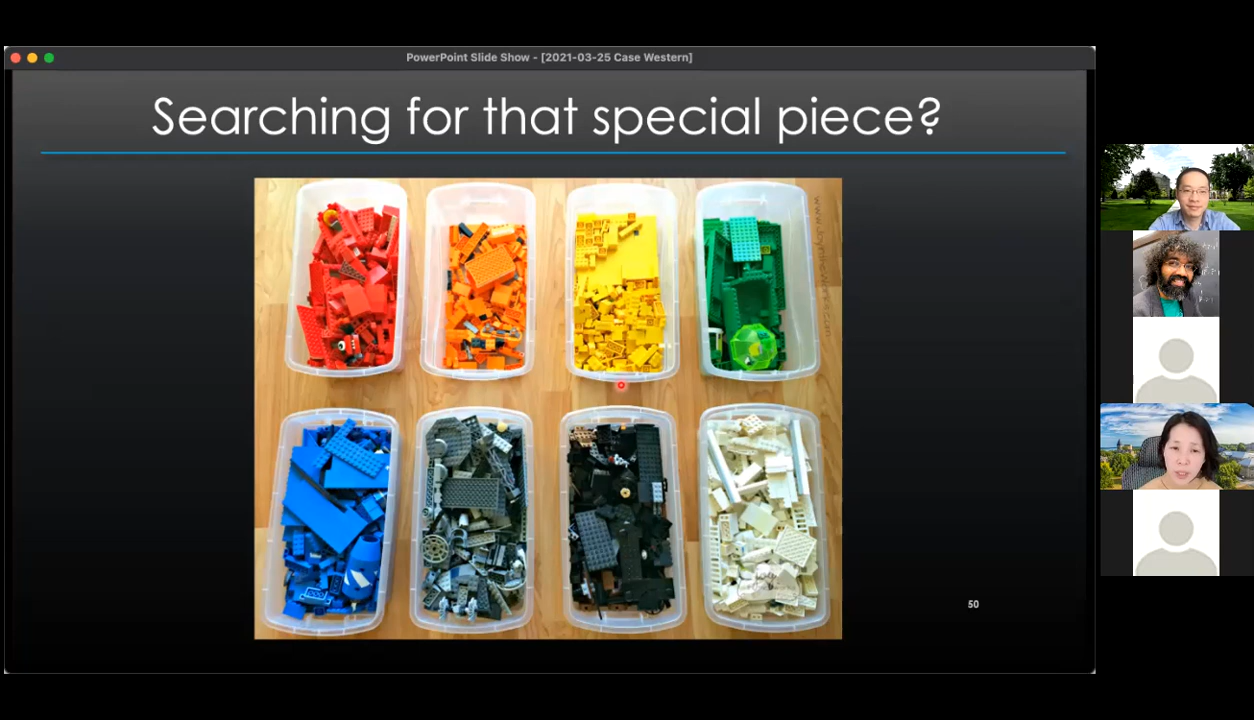 PowerPoint Slide Show - [2021-03-25 Case Western]
Searching for that special piece?
50